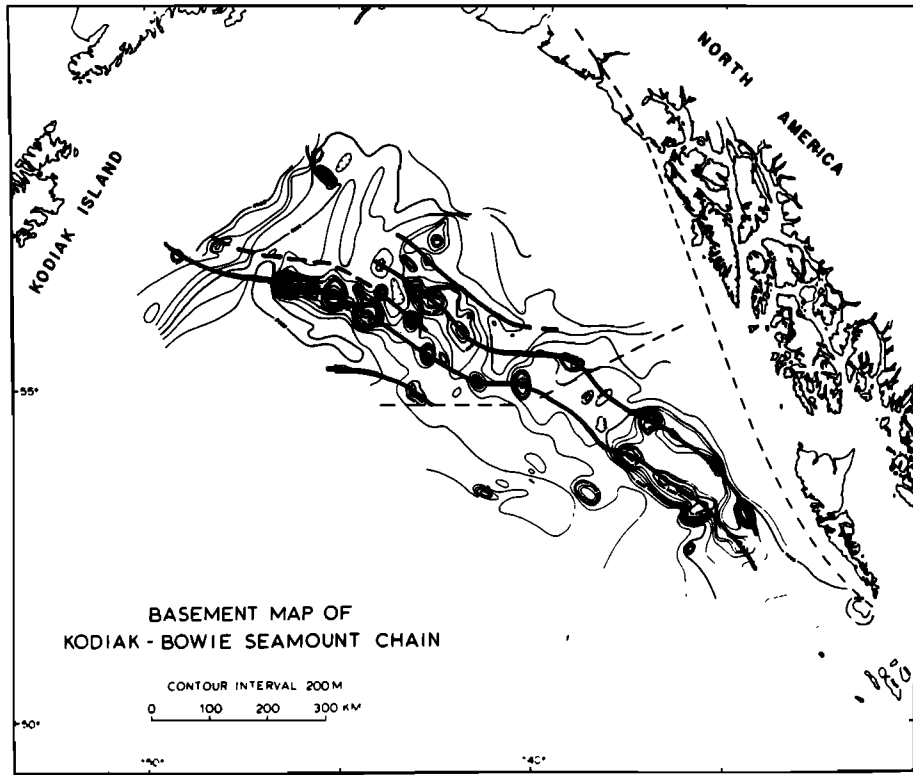 NORTH
AMERICA
KODIAK ISLAND
55°
BASEMENT MAP OF
KODIAK - BOWIE SEAMOUNT CHAIN
CONTOUR INTERVAL 200 M
0 100 200 300 KM
50°